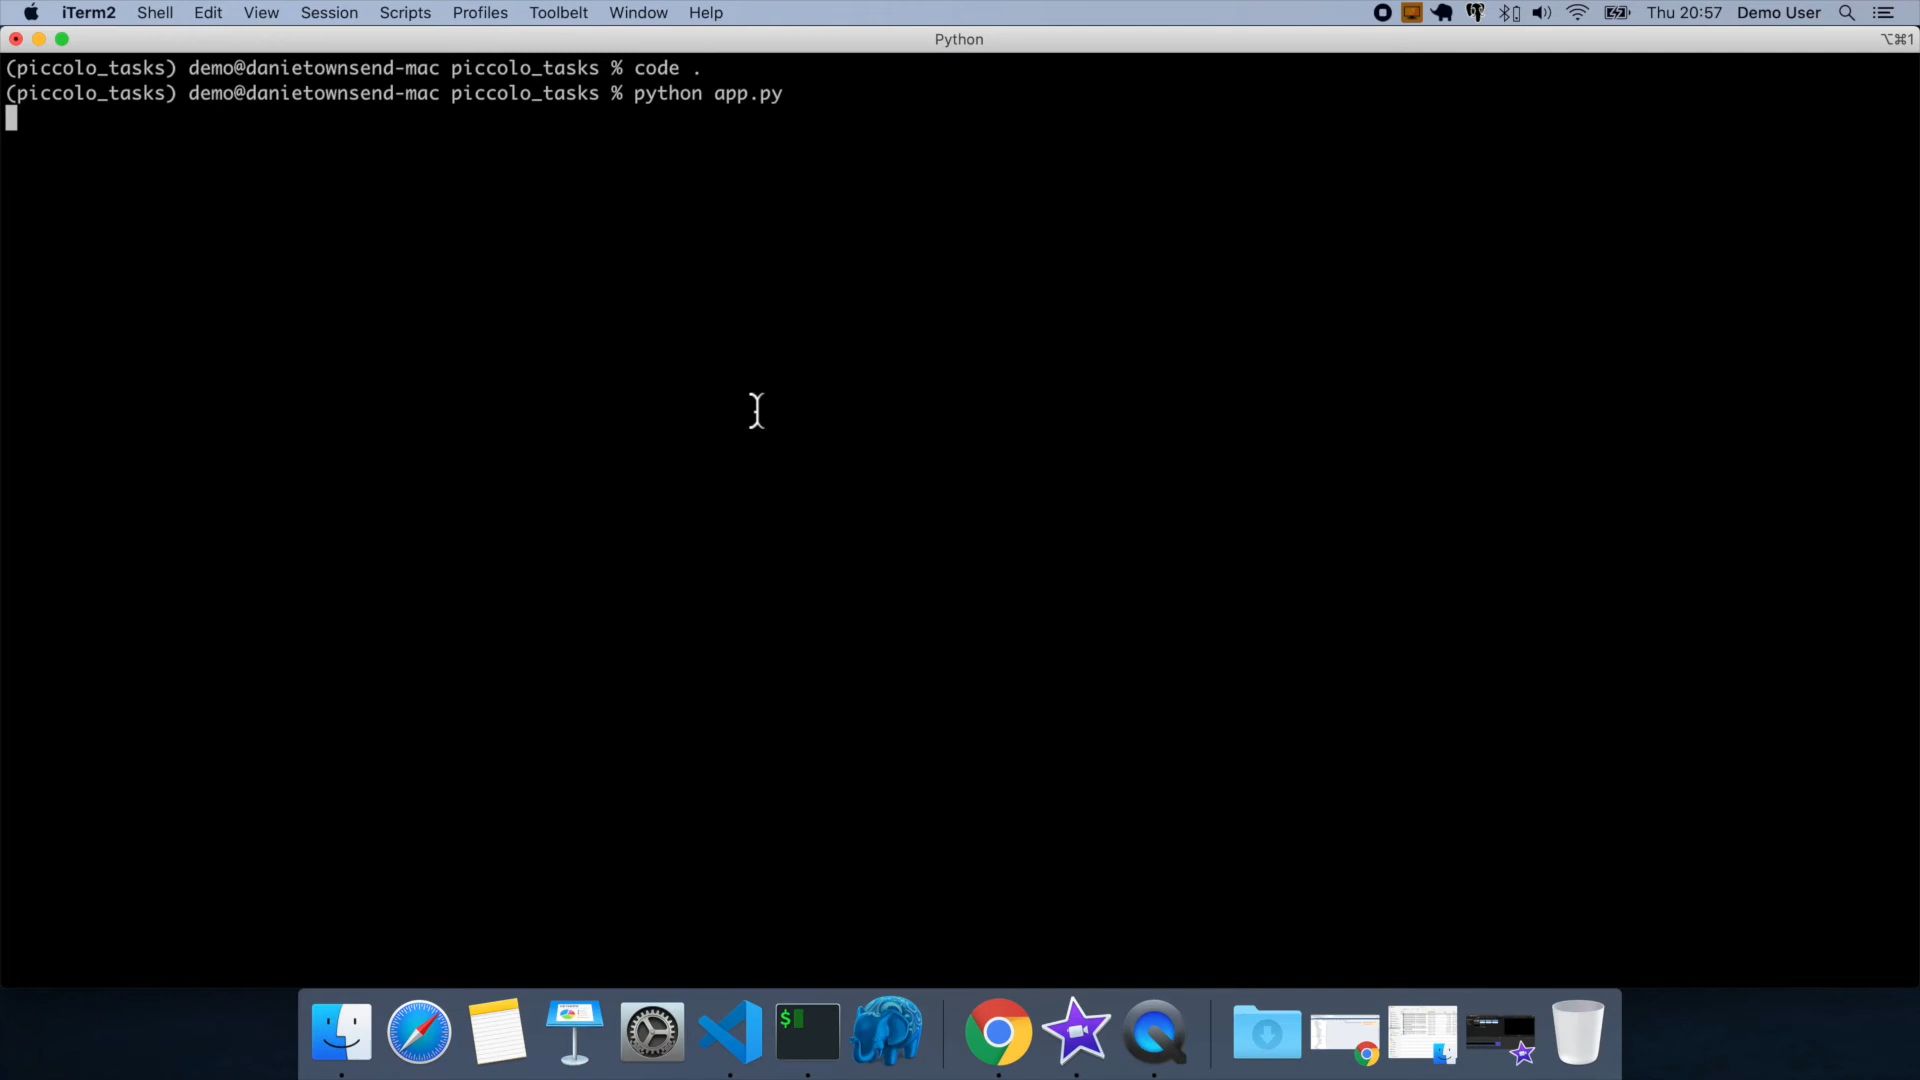 iTerm2 Shell Edit View Session Scripts Profiles Toolbelt Window Help Thu 20:57 Demo User
Python ⌥⌘1
(piccolo_tasks) demo@danietownsend-mac piccolo_tasks % code .
(piccolo_tasks) demo@danietownsend-mac piccolo_tasks % python app.py
$